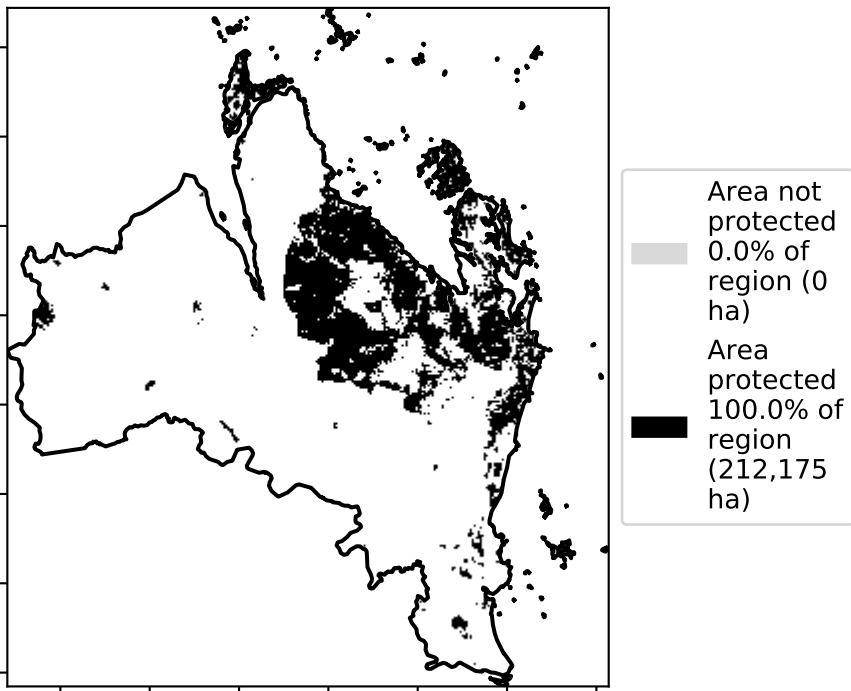 Area not
protected
0.0% of
region (0
ha)
Area
protected
100.0% of
region
(212,175
ha)